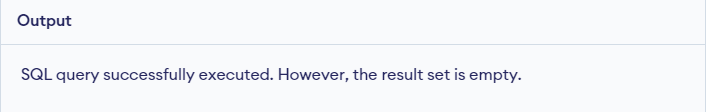 Output
SQL query successfully executed. However, the result set is empty.